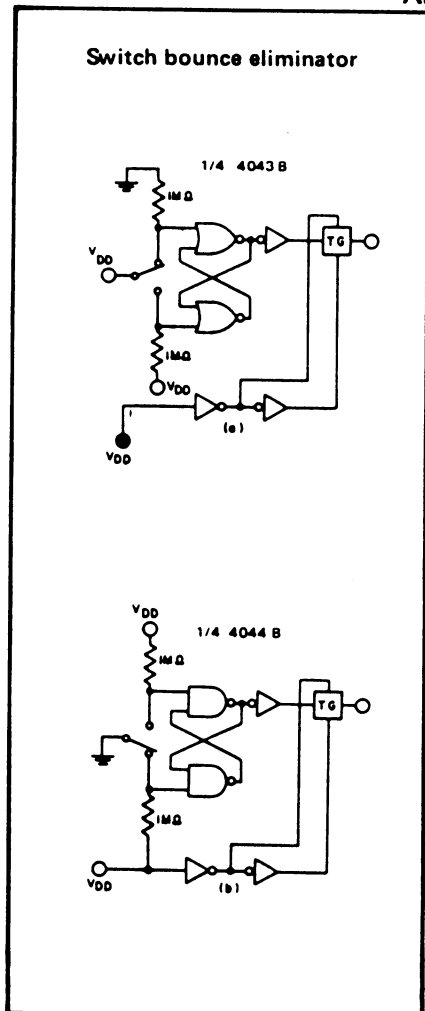 Switch bounce eliminator
1/4 4043 B
1MΩ
VDD
TG
1MΩ
VDD
(a)
VDD
VDD
1/4 4044 B
1MΩ
TG
1MΩ
VDD
(b)